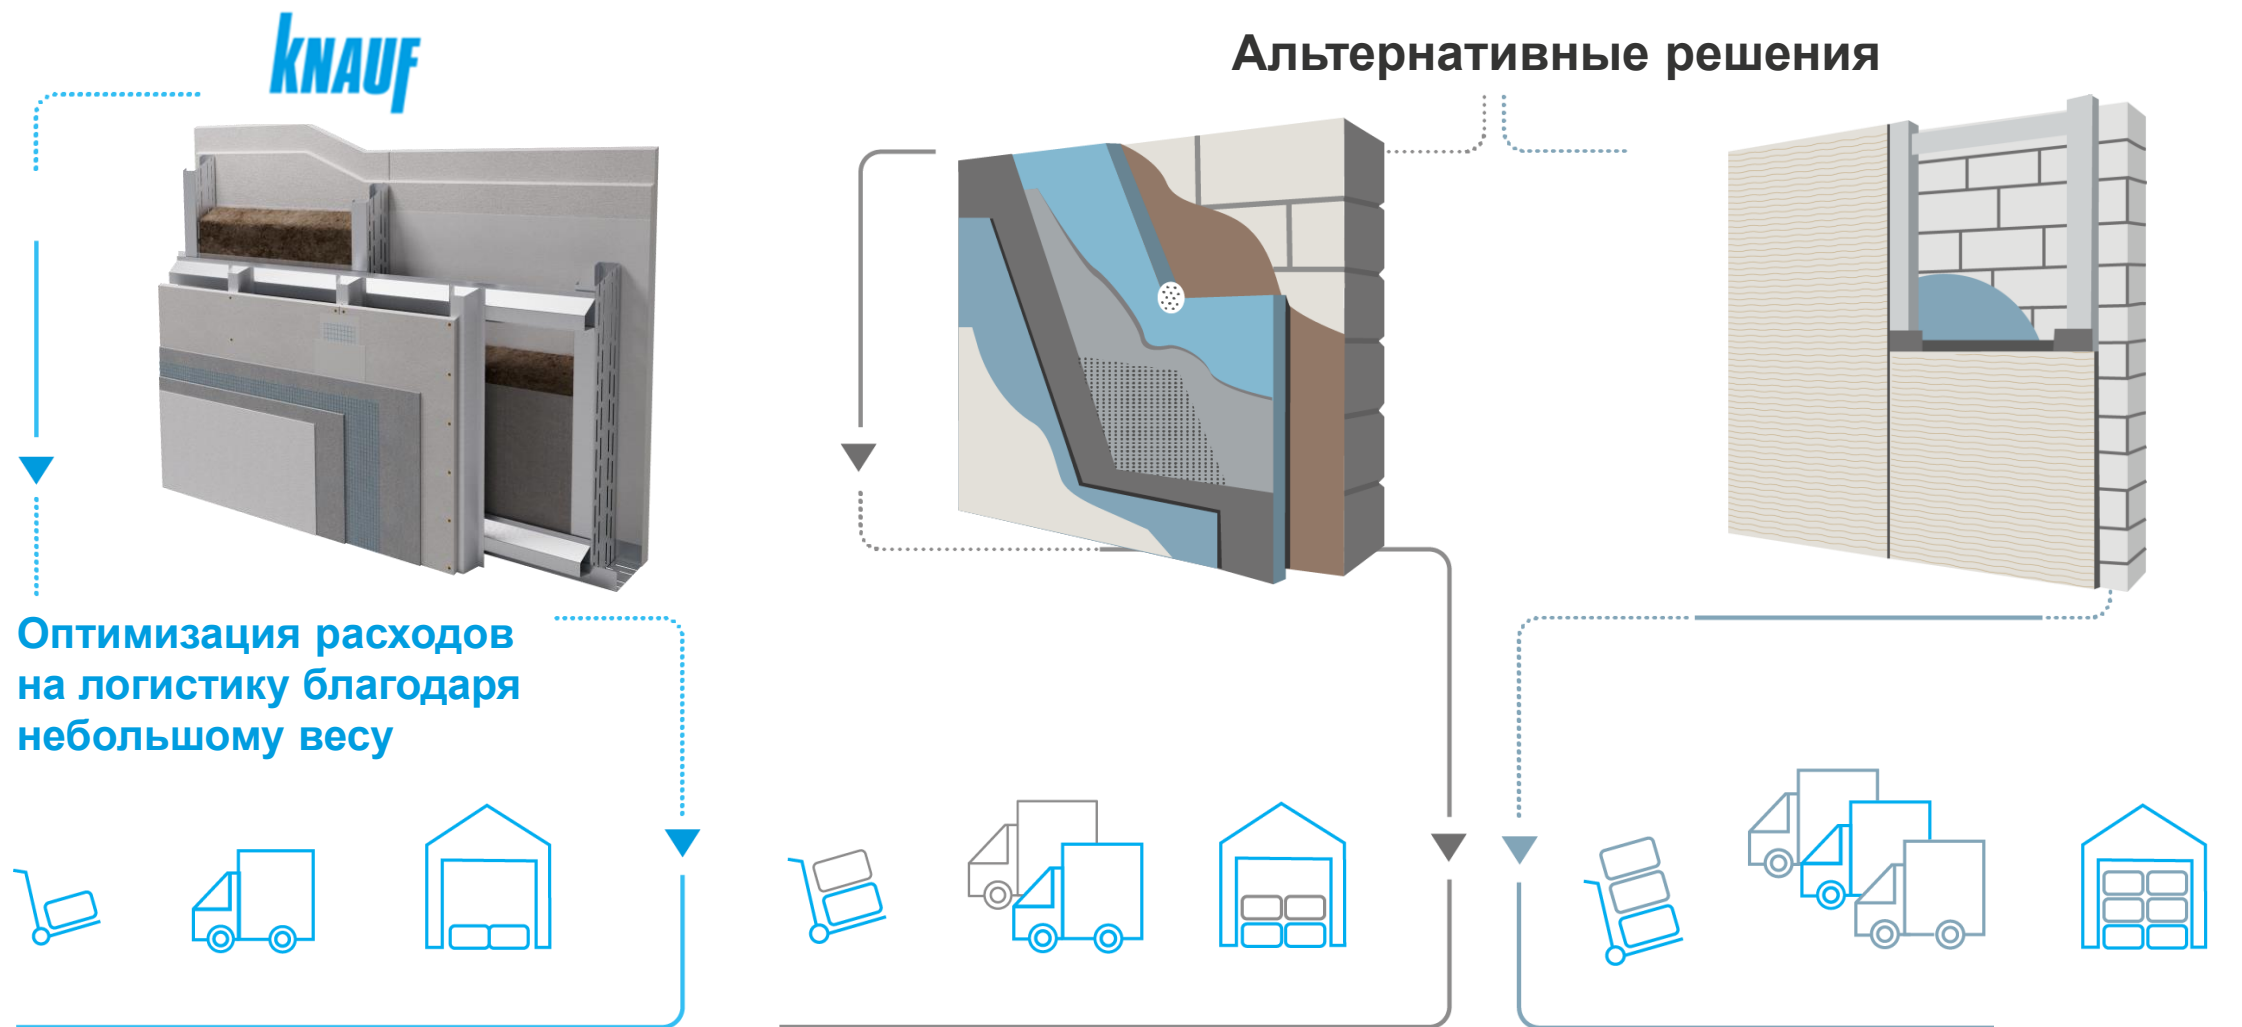 KNAUF
Альтернативные решения
Оптимизация расходов
на логистику благодаря
небольшому весу